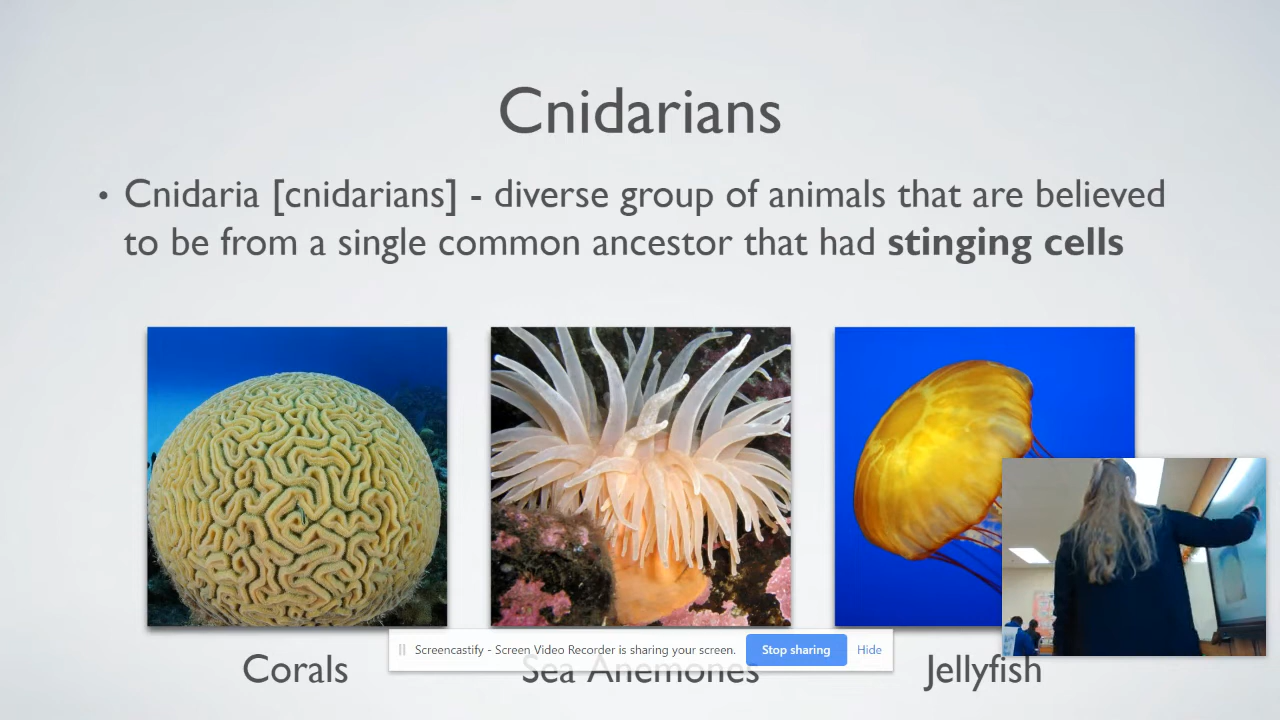 Cnidarians
• Cnidaria [cnidarians] - diverse group of animals that are believed
to be from a single common ancestor that had stinging cells
Screencastify - Screen Video Recorder is sharing your screen. Stop sharing Hide
Corals Sea Anemones Jellyfish